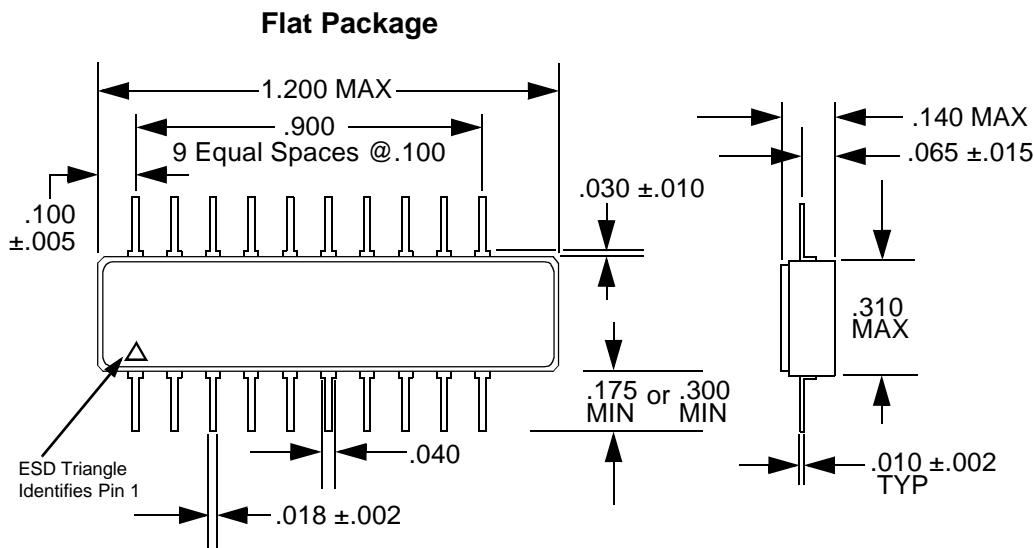 Flat Package
1.200 MAX
.900
9 Equal Spaces @.100
.100
±.005
.030 ±.010
.140 MAX
.065 ±.015
.310
MAX
.175 or .300
MIN MIN
.040
.018 ±.002
.010 ±.002
TYP
ESD Triangle
Identifies Pin 1